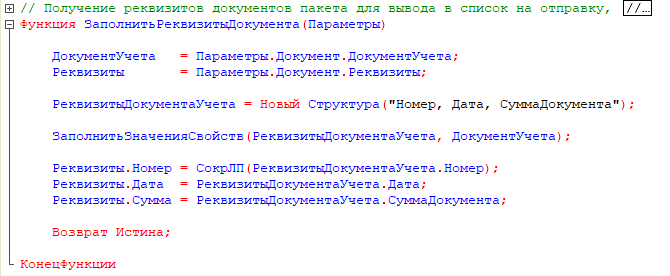 // Получение реквизитов документов пакета для вывода в список на отправку, //...
Функция ЗаполнитьРеквизитыДокумента(Параметры)
ДокументУчета = Параметры.Документ.ДокументУчета;
Реквизиты = Параметры.Документ.Реквизиты;
РеквизитыДокументаУчета = Новый Структура("Номер, Дата, СуммаДокумента");
ЗаполнитьЗначенияСвойств(РеквизитыДокументаУчета, ДокументУчета);
Реквизиты.Номер = СокрЛП(РеквизитыДокументаУчета.Номер);
Реквизиты.Дата = РеквизитыДокументаУчета.Дата;
Реквизиты.Сумма = РеквизитыДокументаУчета.СуммаДокумента;
Возврат Истина;
КонецФункции